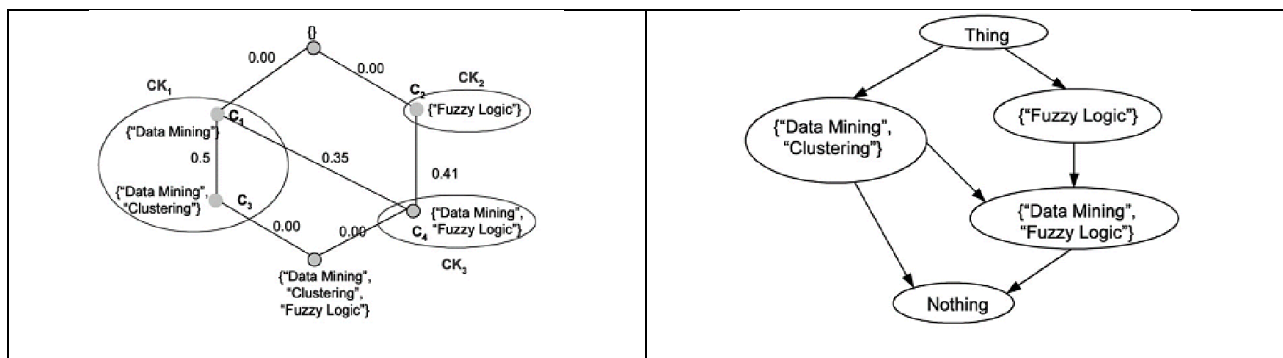 {}
0.00
0.00
CK1
CK2
C2
{"Fuzzy Logic"}
C1
{"Data Mining"}
0.5
0.35
0.41
{"Data Mining",
"Clustering"}
C3
0.00
0.00
{"Data Mining",
"Fuzzy Logic"}
C4
CK3
{"Data Mining",
"Clustering",
"Fuzzy Logic"}
Thing
{"Data Mining",
"Clustering"}
{"Fuzzy Logic"}
{"Data Mining",
"Fuzzy Logic"}
Nothing